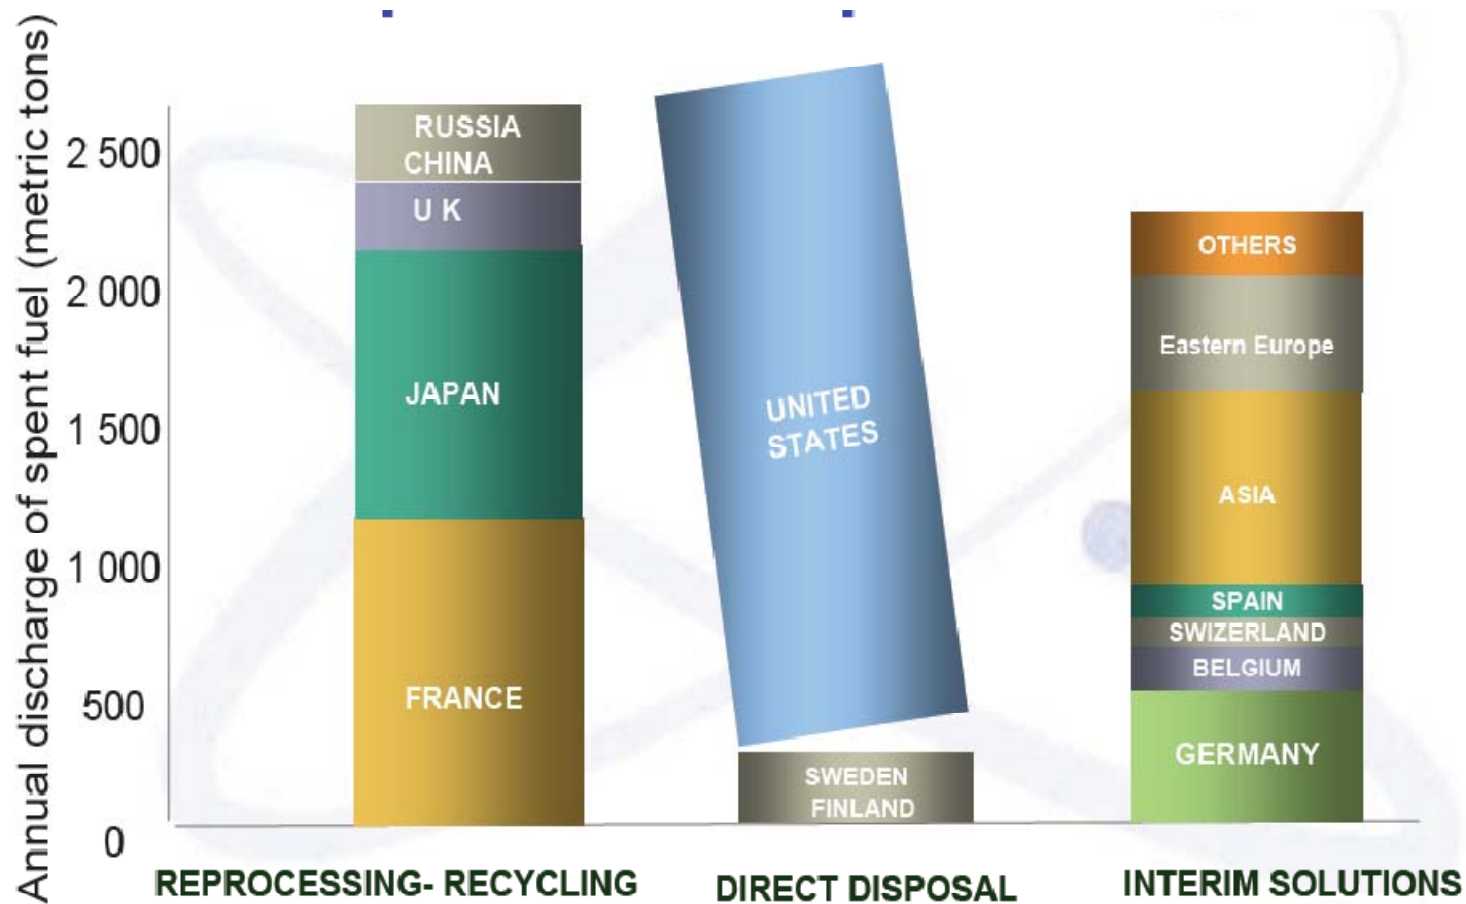 Annual discharge of spent fuel (metric tons)
2 500
2 000
1 500
1 000
500
0
RUSSIA
CHINA
U K
JAPAN
FRANCE
UNITED
STATES
SWEDEN
FINLAND
OTHERS
Eastern Europe
ASIA
SPAIN
SWIZERLAND
BELGIUM
GERMANY
REPROCESSING- RECYCLING
DIRECT DISPOSAL
INTERIM SOLUTIONS